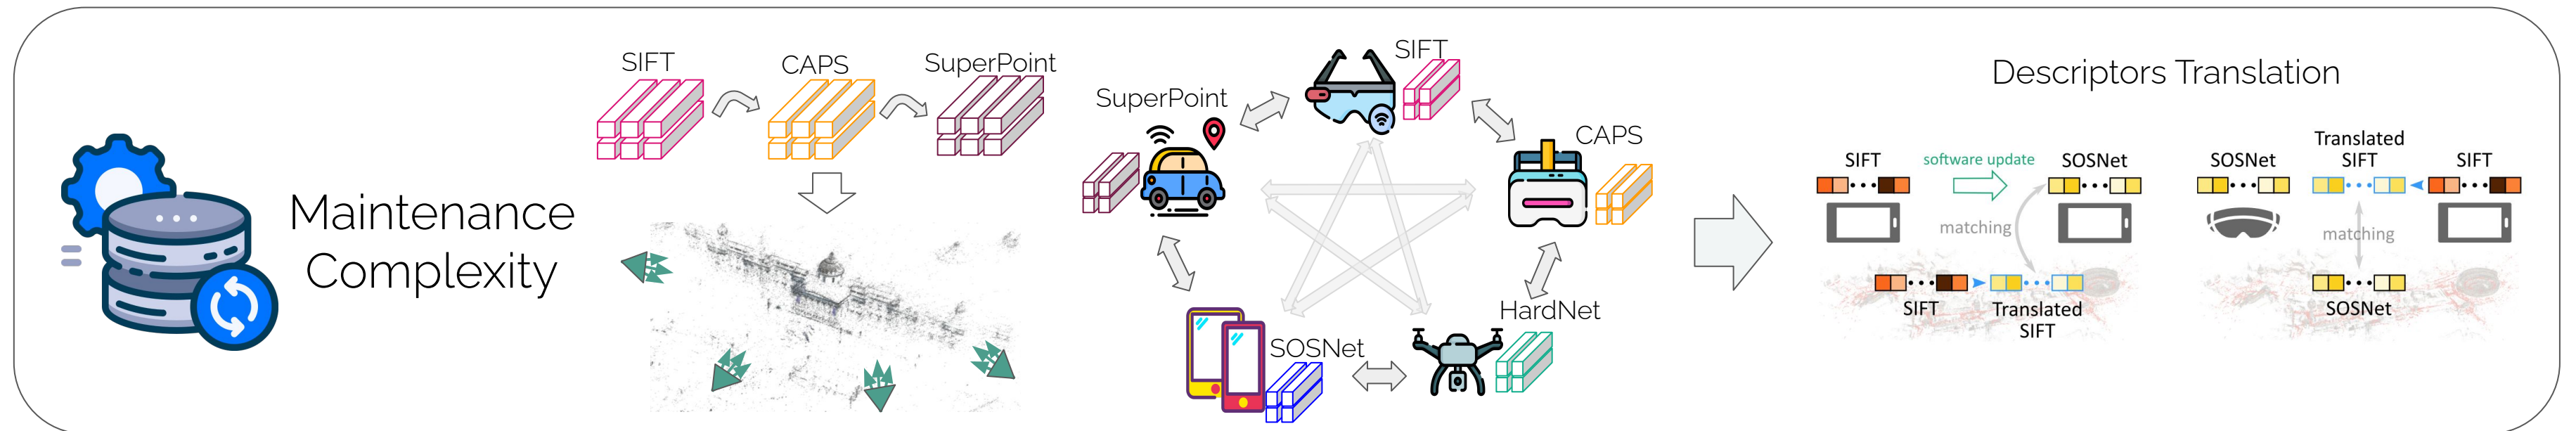 Maintenance
Complexity
SIFT
CAPS
SuperPoint
SIFT
SuperPoint
CAPS
HardNet
SOSNet
Descriptors Translation
SIFT
software update
SOSNet
matching
SIFT
Translated
SIFT
SOSNet
Translated
SIFT
SIFT
matching
SOSNet